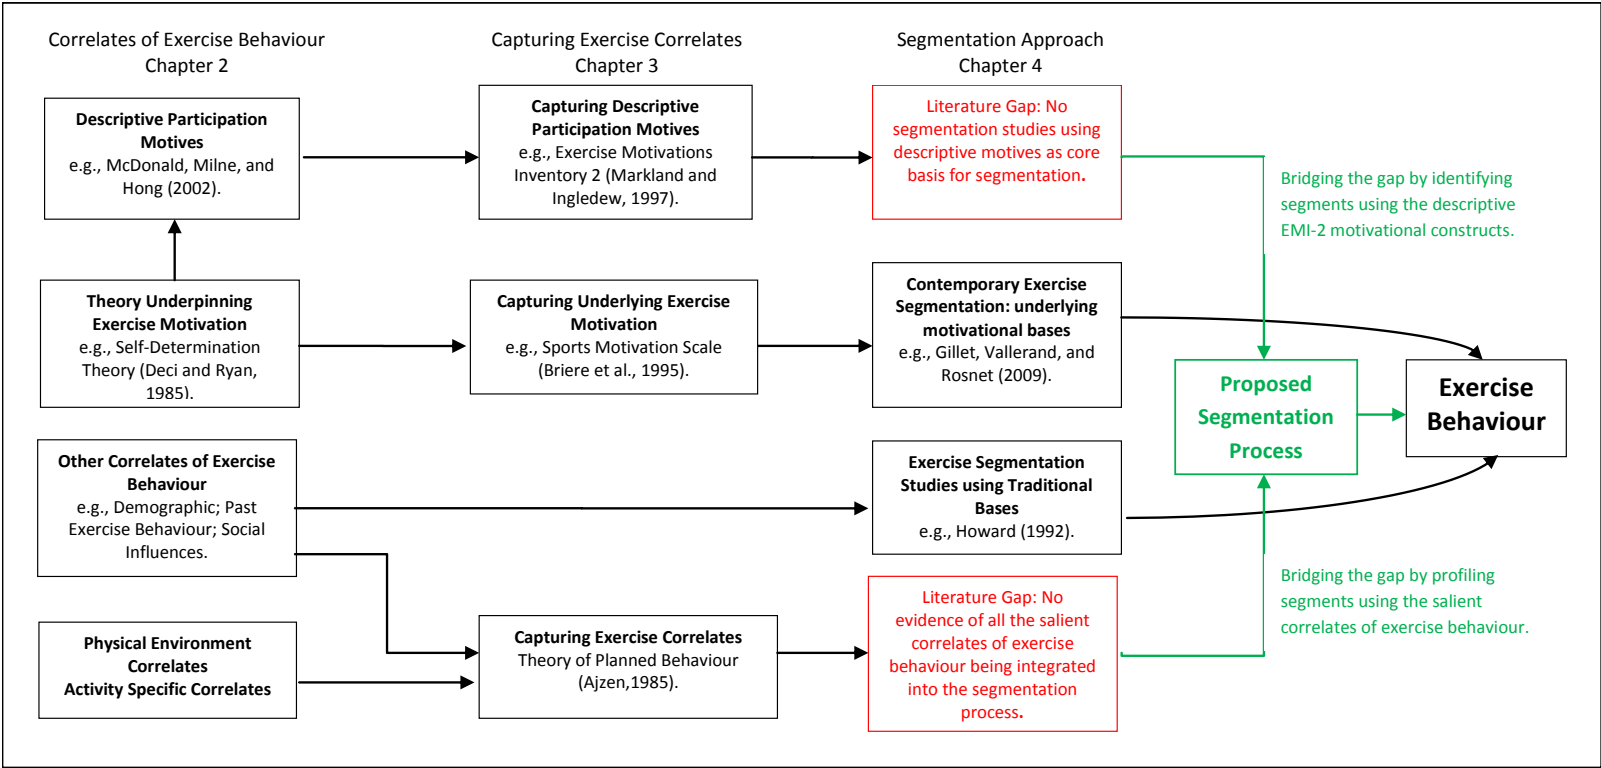 Correlates of Exercise Behaviour
Chapter 2
Capturing Exercise Correlates
Chapter 3
Segmentation Approach
Chapter 4
Descriptive Participation
Motives
e.g., McDonald, Milne, and
Hong (2002).
Capturing Descriptive
Participation Motives
e.g., Exercise Motivations
Inventory 2 (Markland and
Ingledew, 1997).
Literature Gap: No
segmentation studies using
descriptive motives as core
basis for segmentation.
Bridging the gap by identifying
segments using the descriptive
EMI-2 motivational constructs.
Theory Underpinning
Exercise Motivation
e.g., Self-Determination
Theory (Deci and Ryan,
1985).
Capturing Underlying Exercise
Motivation
e.g., Sports Motivation Scale
(Briere et al., 1995).
Contemporary Exercise
Segmentation: underlying
motivational bases
e.g., Gillet, Vallerand, and
Rosnet (2009).
Proposed
Segmentation
Process
Exercise
Behaviour
Other Correlates of Exercise
Behaviour
e.g., Demographic; Past
Exercise Behaviour; Social
Influences.
Exercise Segmentation
Studies using Traditional
Bases
e.g., Howard (1992).
Physical Environment
Correlates
Activity Specific Correlates
Capturing Exercise Correlates
Theory of Planned Behaviour
(Ajzen,1985).
Literature Gap: No
evidence of all the salient
correlates of exercise
behaviour being integrated
into the segmentation
process.
Bridging the gap by profiling
segments using the salient
correlates of exercise behaviour.